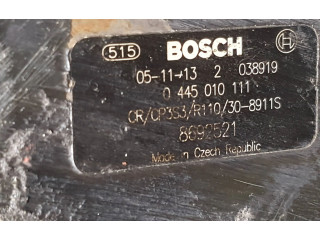 515 BOSCH
05-11-13 2 038919
0 445 010 111
CR/CP3S3/R110/30-8911S
8692521
Made in Czech Republic